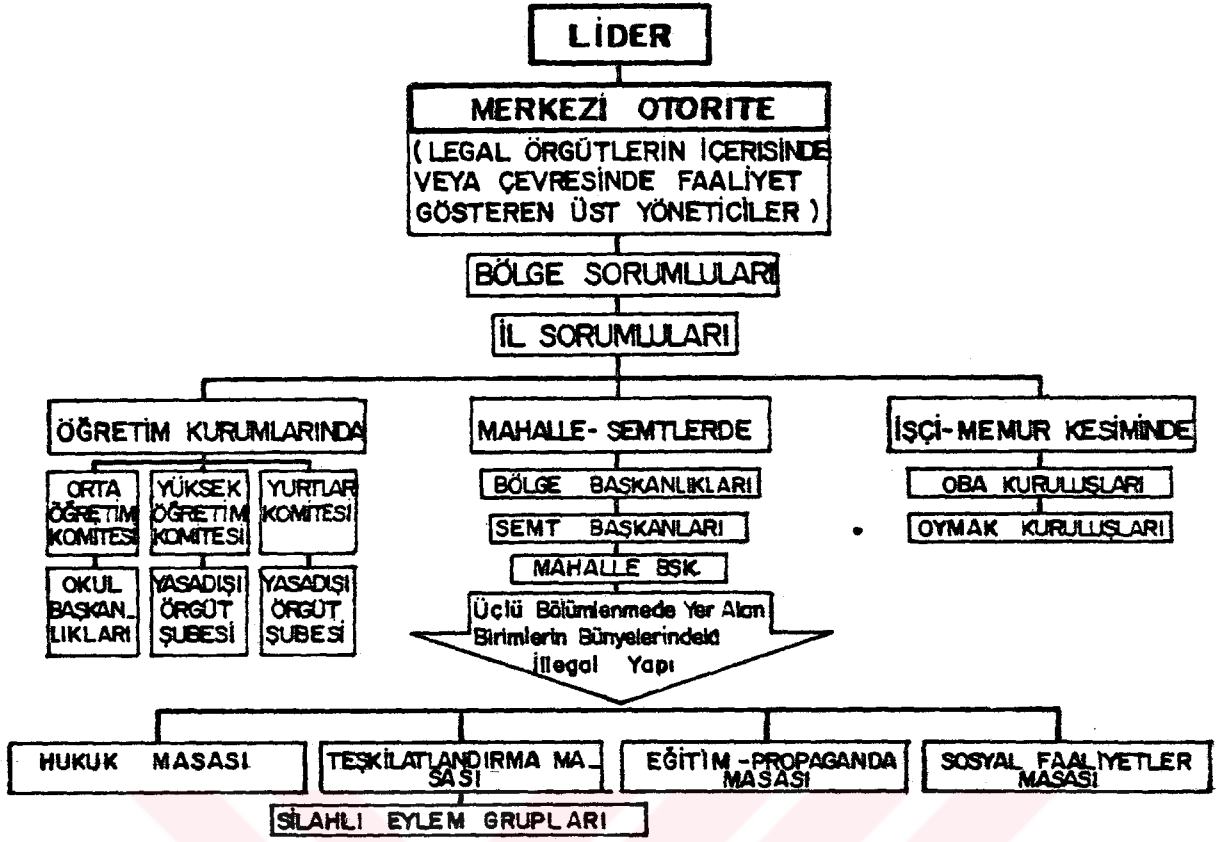 LİDER
MERKEZİ OTORİTE
( LEGAL ÖRGÜTLERİN İÇERİSİNDE
VEYA ÇEVRESİNDE FAALİYET
GÖSTEREN ÜST YÖNETİCİLER )
BÖLGE SORUMLULARI
İL SORUMLULARI
ÖĞRETİM KURUMLARINDA
ORTA
ÖĞRETİM
KOMİTESİ
YÜKSEK
ÖĞRETİM
KOMİTESİ
YURTLAR
KOMİTESİ
OKUL
BAŞKAN_
LIKLARI
YASADIŞI
ÖRGÜT
ŞUBESİ
YASADIŞI
ÖRGÜT
ŞUBESİ
MAHALLE-SEMTLERDE
BÖLGE BAŞKANLIKLARI
SEMT BAŞKANLARI
MAHALLE BŞK.
İŞÇİ-MEMUR KESİMİNDE
OBA KURULUŞLARI
OYMAK KURULUŞLARI
Üçlü Bölümlenmede Yer Alan
Birimlerin Bünyelerindeki
İllegal Yapı
HUKUK MASASI
TEŞKİLATLANDIRMA MA_
SASI
EĞİTİM-PROPAGANDA
MASASI
SOSYAL FAALİYETLER
MASASI
SİLAHLI EYLEM GRUPLARI